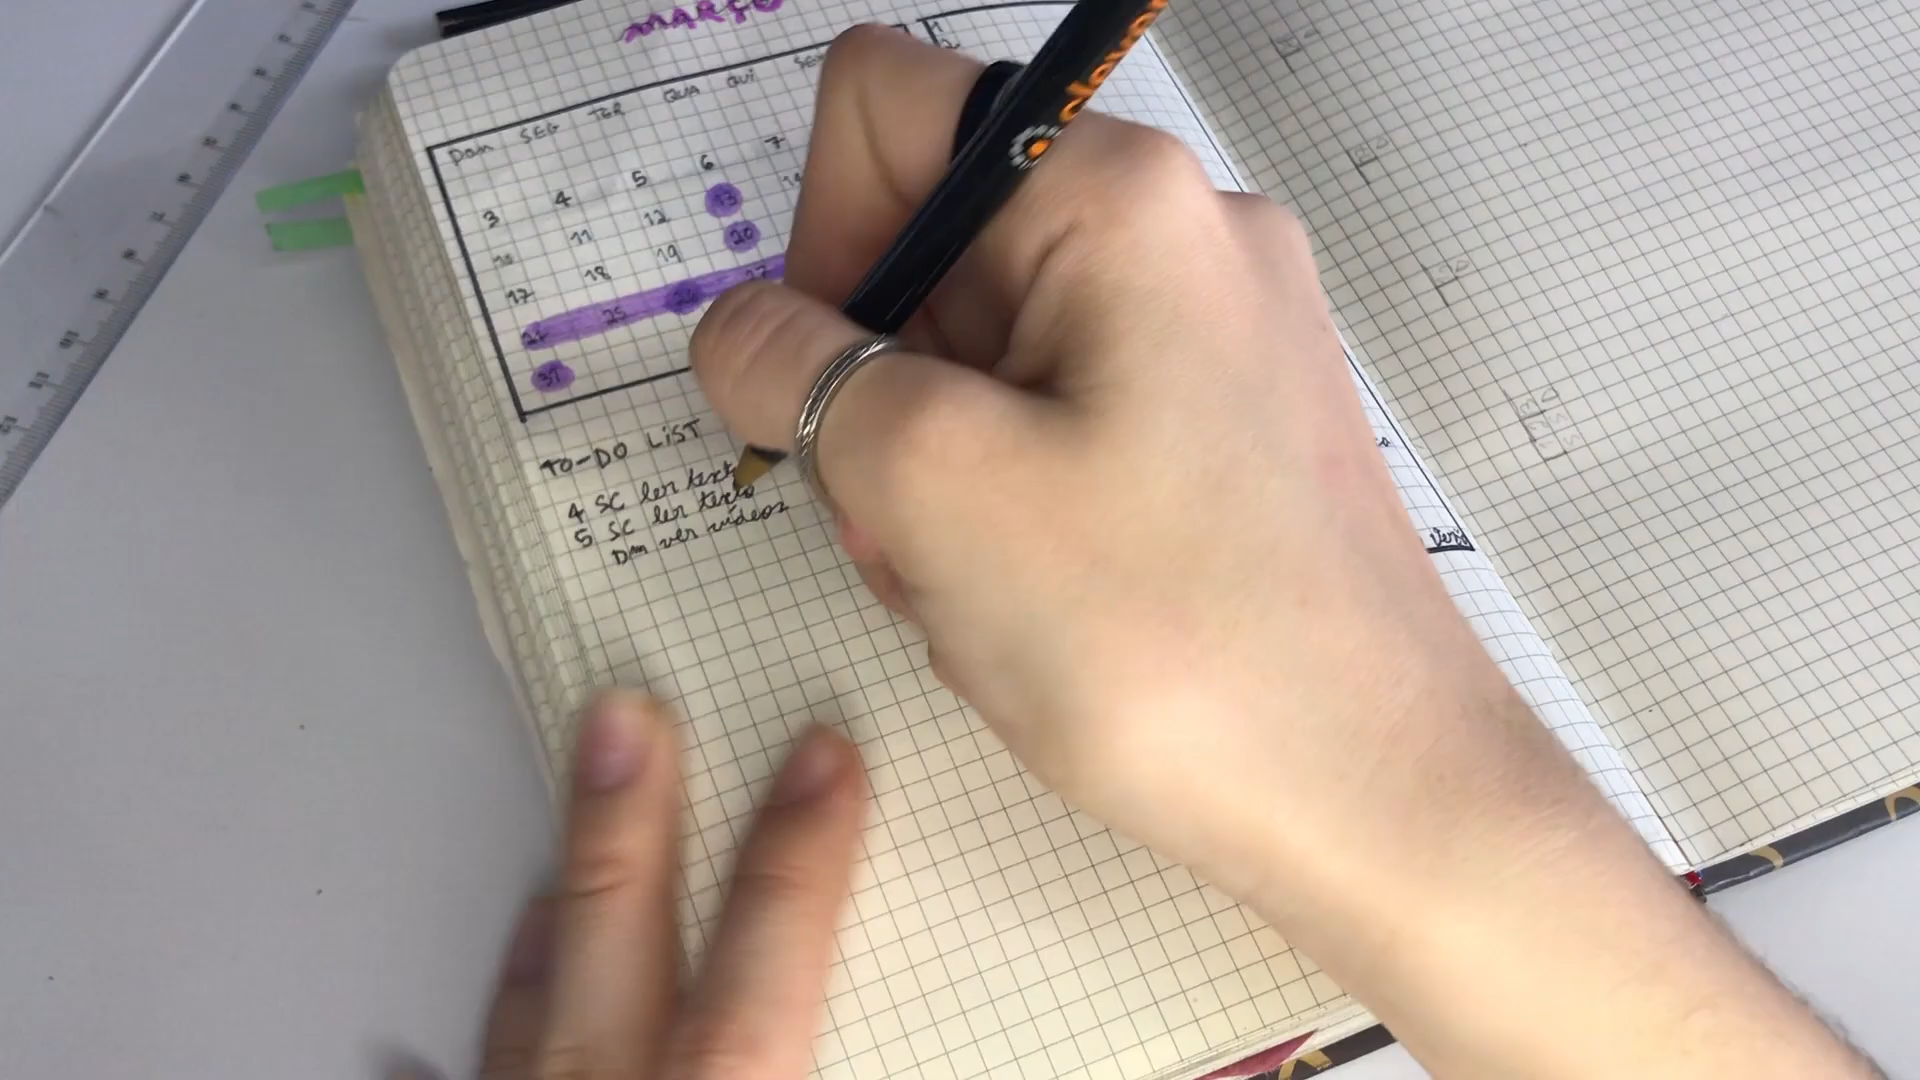 MARÇO
Dom SEG TER QUA QUI SEX
3 4 5 6 7
10 11 12 13 14
17 18 19 20
24 25 26 27
31
TO-DO LIST
4 SC ler texto
5 SC ler texto
Dm ver vídeos